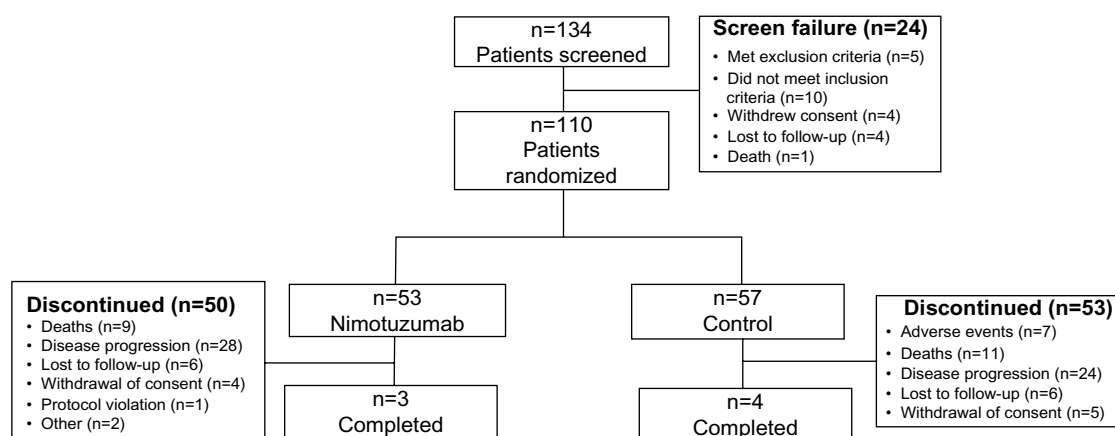 n=134
Patients screened
Screen failure (n=24)
• Met exclusion criteria (n=5)
• Did not meet inclusion
criteria (n=10)
• Withdrew consent (n=4)
• Lost to follow-up (n=4)
• Death (n=1)
n=110
Patients
randomized
n=53
Nimotuzumab
n=57
Control
Discontinued (n=50)
• Deaths (n=9)
• Disease progression (n=28)
• Lost to follow-up (n=6)
• Withdrawal of consent (n=4)
• Protocol violation (n=1)
• Other (n=2)
Discontinued (n=53)
• Adverse events (n=7)
• Deaths (n=11)
• Disease progression (n=24)
• Lost to follow-up (n=6)
• Withdrawal of consent (n=5)
n=3
Completed
n=4
Completed